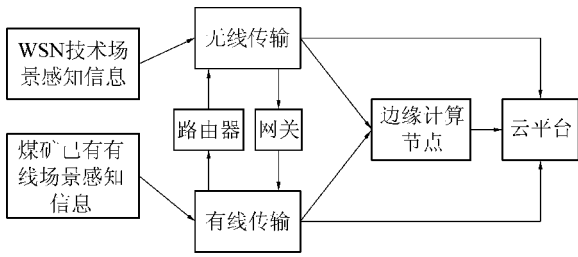 WSN技术场
景感知信息
无线传输
路由器
网关
边缘计算
节点
云平台
煤矿已有有
线场景感知
信息
有线传输